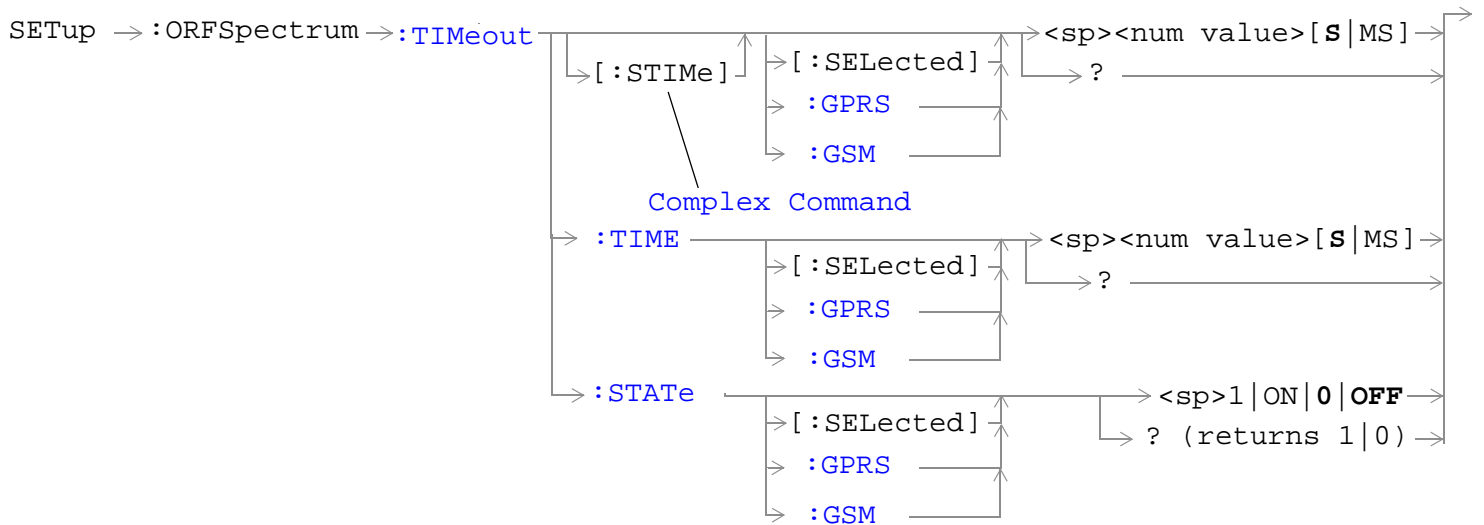 SETup :ORFSpectrum :TIMeout <sp><num value>[S|MS]
[:STIMe] [:SELected] ?
:GPRS
:GSM
Complex Command
:TIME <sp><num value>[S|MS]
[:SELected] ?
:GPRS
:GSM
:STATe <sp>1|ON|0|OFF
[:SELected] ? (returns 1|0)
:GPRS
:GSM